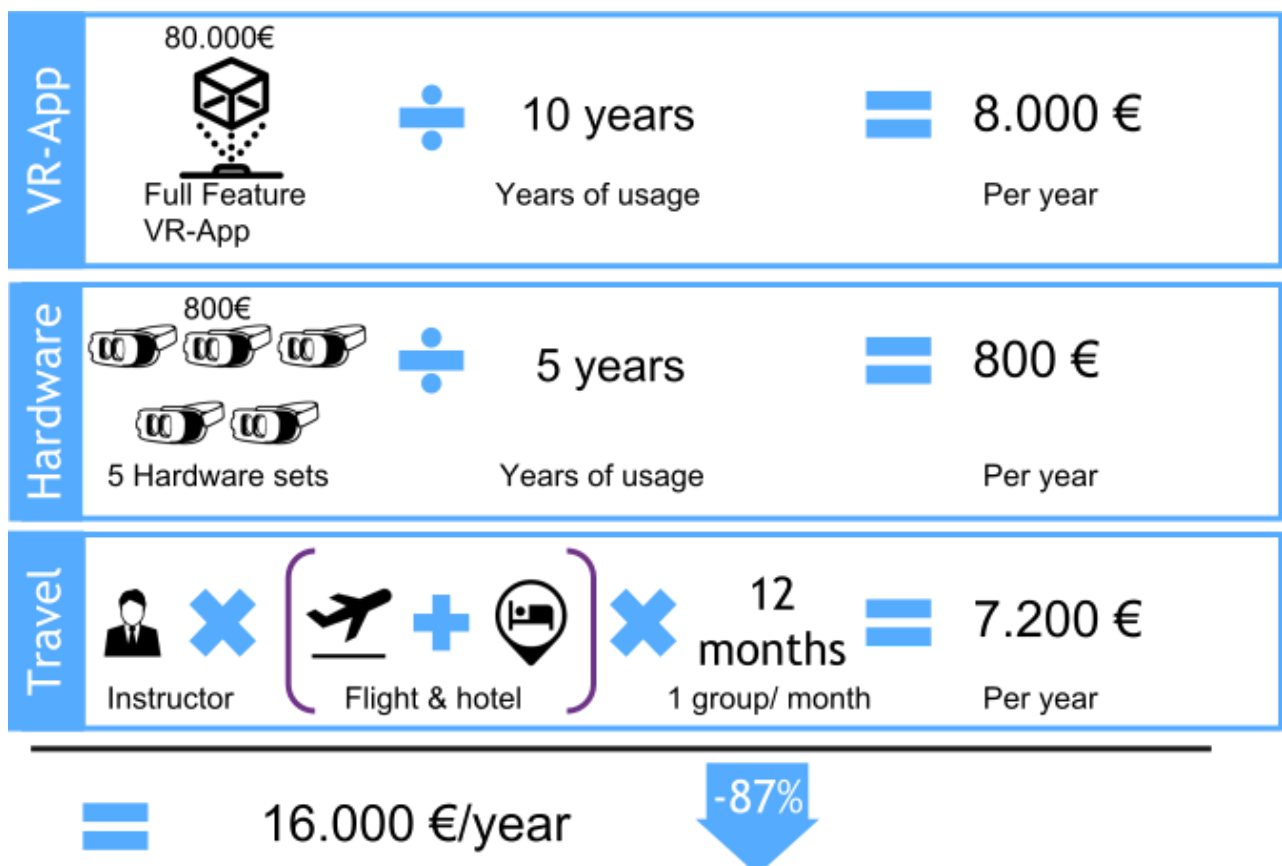 VR-App
80.000€
Full Feature
VR-App
10 years
Years of usage
8.000 €
Per year
Hardware
800€
5 Hardware sets
5 years
Years of usage
800 €
Per year
Travel
Instructor
Flight & hotel
12
months
1 group/ month
7.200 €
Per year
16.000 €/year
-87%